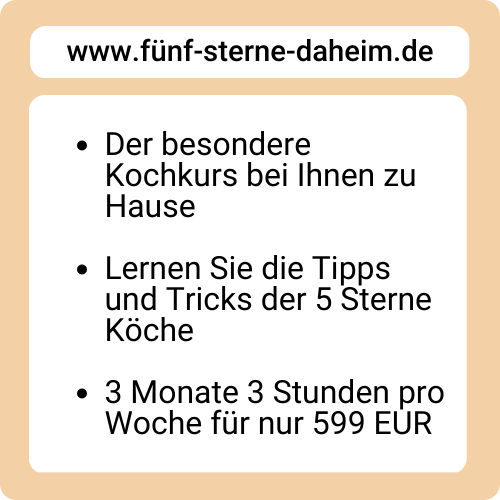 www.fünf-sterne-daheim.de
• Der besondere
Kochkurs bei Ihnen zu
Hause
• Lernen Sie die Tipps
und Tricks der 5 Sterne
Köche
• 3 Monate 3 Stunden pro
Woche für nur 599 EUR